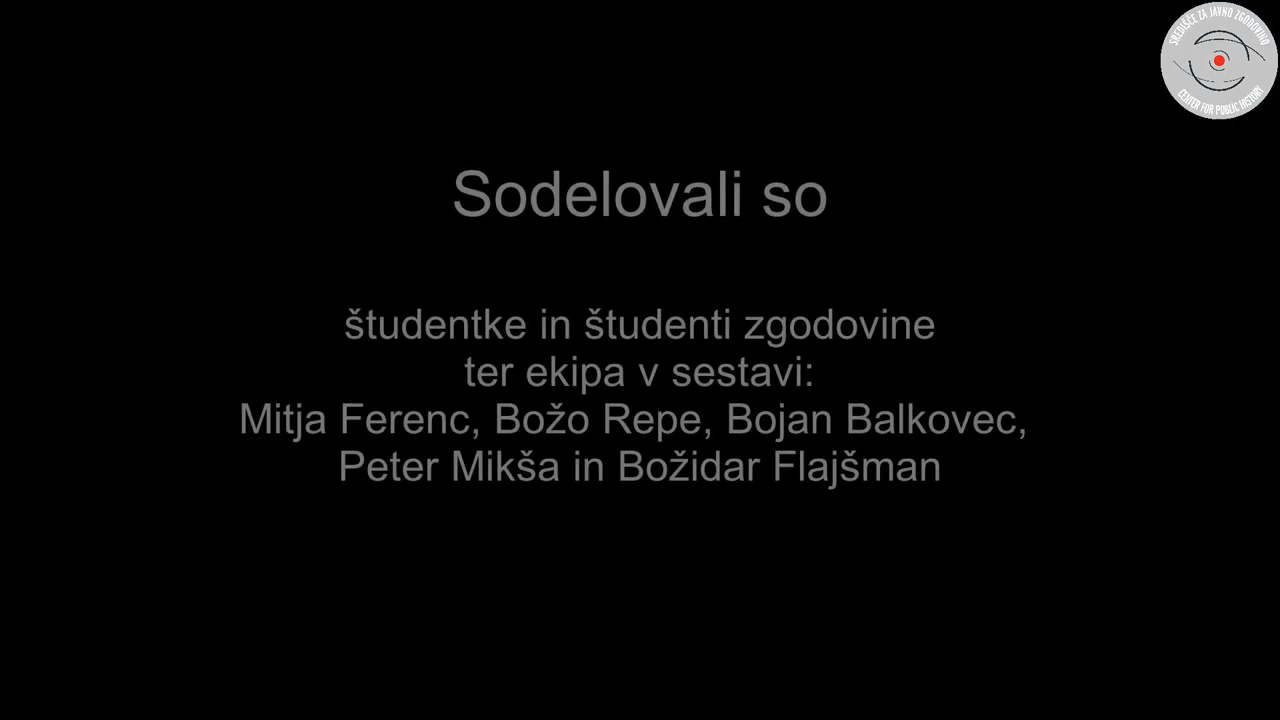 SREDIŠČE ZA JAVNO ZGODOVINO
CENTER FOR PUBLIC HISTORY
Sodelovali so
študentke in študenti zgodovine
ter ekipa v sestavi:
Mitja Ferenc, Božo Repe, Bojan Balkovec,
Peter Mikša in Božidar Flajšman